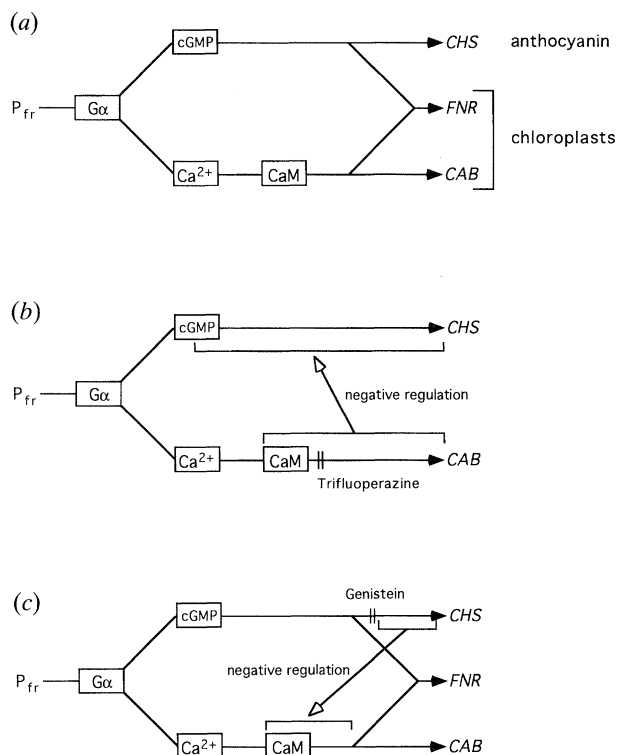 (a)
cGMP CHS anthocyanin
Pfr Gα FNR
chloroplasts
Ca2+ CaM CAB
(b)
cGMP CHS
Pfr Gα negative regulation
Ca2+ CaM CAB
Trifluoperazine
(c)
Genistein
cGMP CHS
negative regulation
Pfr Gα FNR
Ca2+ CaM CAB